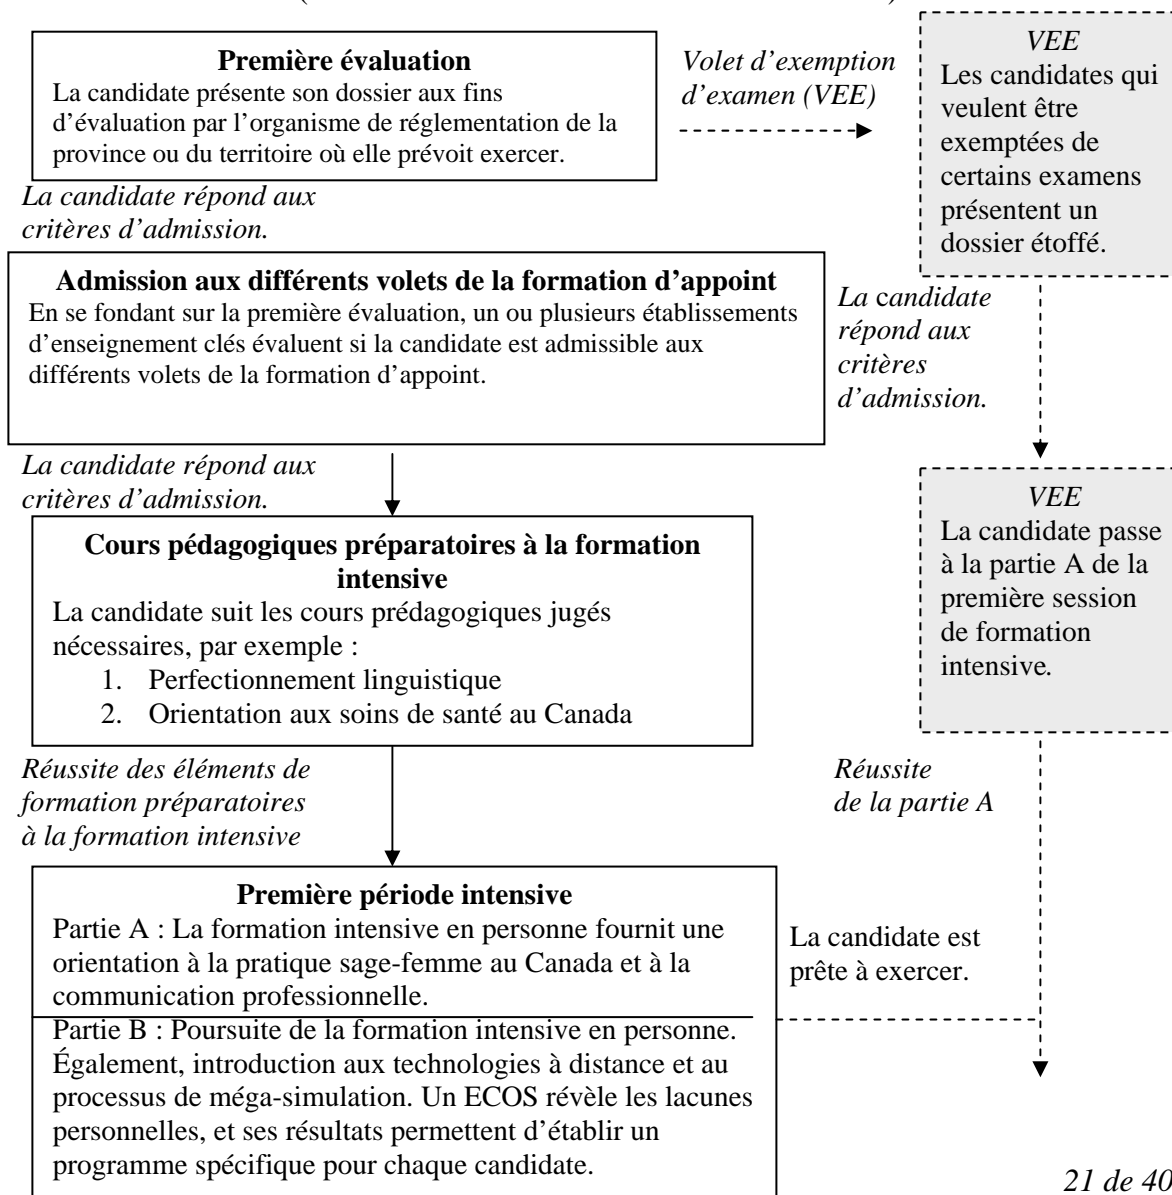 Première évaluation
La candidate présente son dossier aux fins
d’évaluation par l’organisme de réglementation de la
province ou du territoire où elle prévoit exercer.
Volet d’exemption
d’examen (VEE)
VEE
Les candidates qui
veulent être
exemptées de
certains examens
présentent un
dossier étoffé.
La candidate répond aux
critères d’admission.
Admission aux différents volets de la formation d’appoint
En se fondant sur la première évaluation, un ou plusieurs établissements
d’enseignement clés évaluent si la candidate est admissible aux
différents volets de la formation d’appoint.
La candidate
répond aux
critères
d’admission.
La candidate répond aux
critères d’admission.
Cours pédagogiques préparatoires à la formation
intensive
La candidate suit les cours prédagogiques jugés
nécessaires, par exemple :
1. Perfectionnement linguistique
2. Orientation aux soins de santé au Canada
VEE
La candidate passe
à la partie A de la
première session
de formation
intensive.
Réussite des éléments de
formation préparatoires
à la formation intensive
Réussite
de la partie A
Première période intensive
Partie A : La formation intensive en personne fournit une
orientation à la pratique sage-femme au Canada et à la
communication professionnelle.
Partie B : Poursuite de la formation intensive en personne.
Également, introduction aux technologies à distance et au
processus de méga-simulation. Un ECOS révèle les lacunes
personnelles, et ses résultats permettent d’établir un
programme spécifique pour chaque candidate.
La candidate est
prête à exercer.
21 de 40